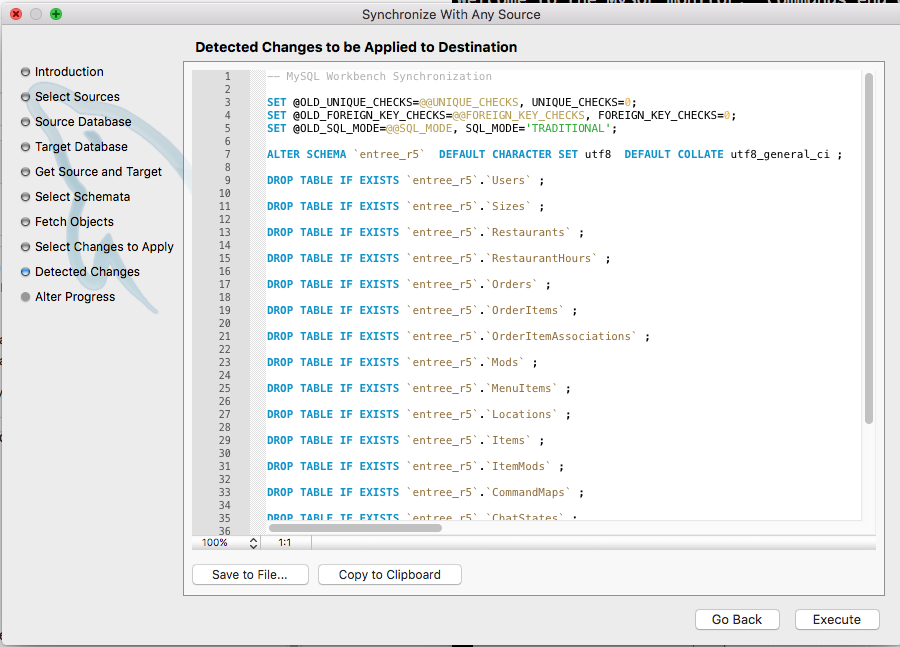 Synchronize With Any Source
Detected Changes to be Applied to Destination
Introduction
Select Sources
Source Database
Target Database
Get Source and Target
Select Schemata
Fetch Objects
Select Changes to Apply
Detected Changes
Alter Progress
1 -- MySQL Workbench Synchronization
2
3 SET @OLD_UNIQUE_CHECKS=@@UNIQUE_CHECKS, UNIQUE_CHECKS=0;
4 SET @OLD_FOREIGN_KEY_CHECKS=@@FOREIGN_KEY_CHECKS, FOREIGN_KEY_CHECKS=0;
5 SET @OLD_SQL_MODE=@@SQL_MODE, SQL_MODE='TRADITIONAL';
6
7 ALTER SCHEMA `entree_r5`  DEFAULT CHARACTER SET utf8  DEFAULT COLLATE utf8_general_ci ;
8
9 DROP TABLE IF EXISTS `entree_r5`.`Users` ;
10
11 DROP TABLE IF EXISTS `entree_r5`.`Sizes` ;
12
13 DROP TABLE IF EXISTS `entree_r5`.`Restaurants` ;
14
15 DROP TABLE IF EXISTS `entree_r5`.`RestaurantHours` ;
16
17 DROP TABLE IF EXISTS `entree_r5`.`Orders` ;
18
19 DROP TABLE IF EXISTS `entree_r5`.`OrderItems` ;
20
21 DROP TABLE IF EXISTS `entree_r5`.`OrderItemAssociations` ;
22
23 DROP TABLE IF EXISTS `entree_r5`.`Mods` ;
24
25 DROP TABLE IF EXISTS `entree_r5`.`MenuItems` ;
26
27 DROP TABLE IF EXISTS `entree_r5`.`Locations` ;
28
29 DROP TABLE IF EXISTS `entree_r5`.`Items` ;
30
31 DROP TABLE IF EXISTS `entree_r5`.`ItemMods` ;
32
33 DROP TABLE IF EXISTS `entree_r5`.`CommandMaps` ;
34
35 DROP TABLE IF EXISTS `entree_r5`.`ChatStates` ;
36
100% 1:1
Save to File... Copy to Clipboard
Go Back Execute